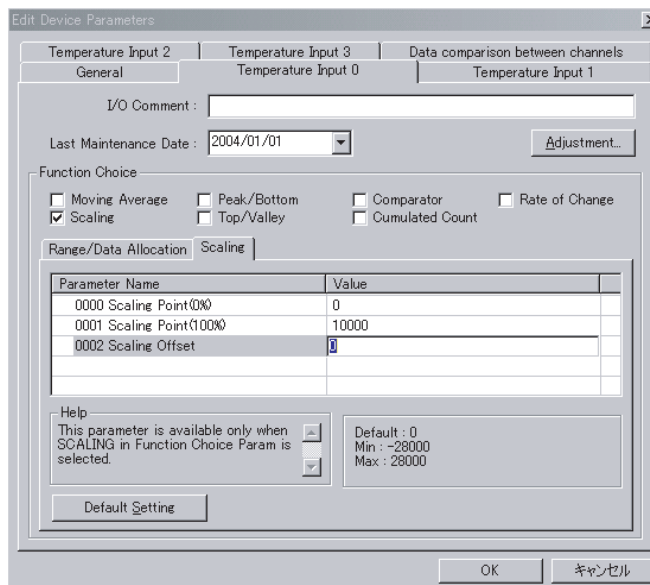 Edit Device Parameters
Temperature Input 2
Temperature Input 3
Data comparison between channels
General
Temperature Input 0
Temperature Input 1
I/O Comment :
Last Maintenance Date :
2004/01/01
Adjustment...
Function Choice
Moving Average
Peak/Bottom
Comparator
Rate of Change
Scaling
Top/Valley
Cumulated Count
Range/Data Allocation
Scaling
Parameter Name
Value
0000 Scaling Point(0%)
0
0001 Scaling Point(100%)
10000
0002 Scaling Offset
0
Help
This parameter is available only when
SCALING in Function Choice Param is
selected.
Default : 0
Min : -28000
Max : 28000
Default Setting
OK
キャンセル